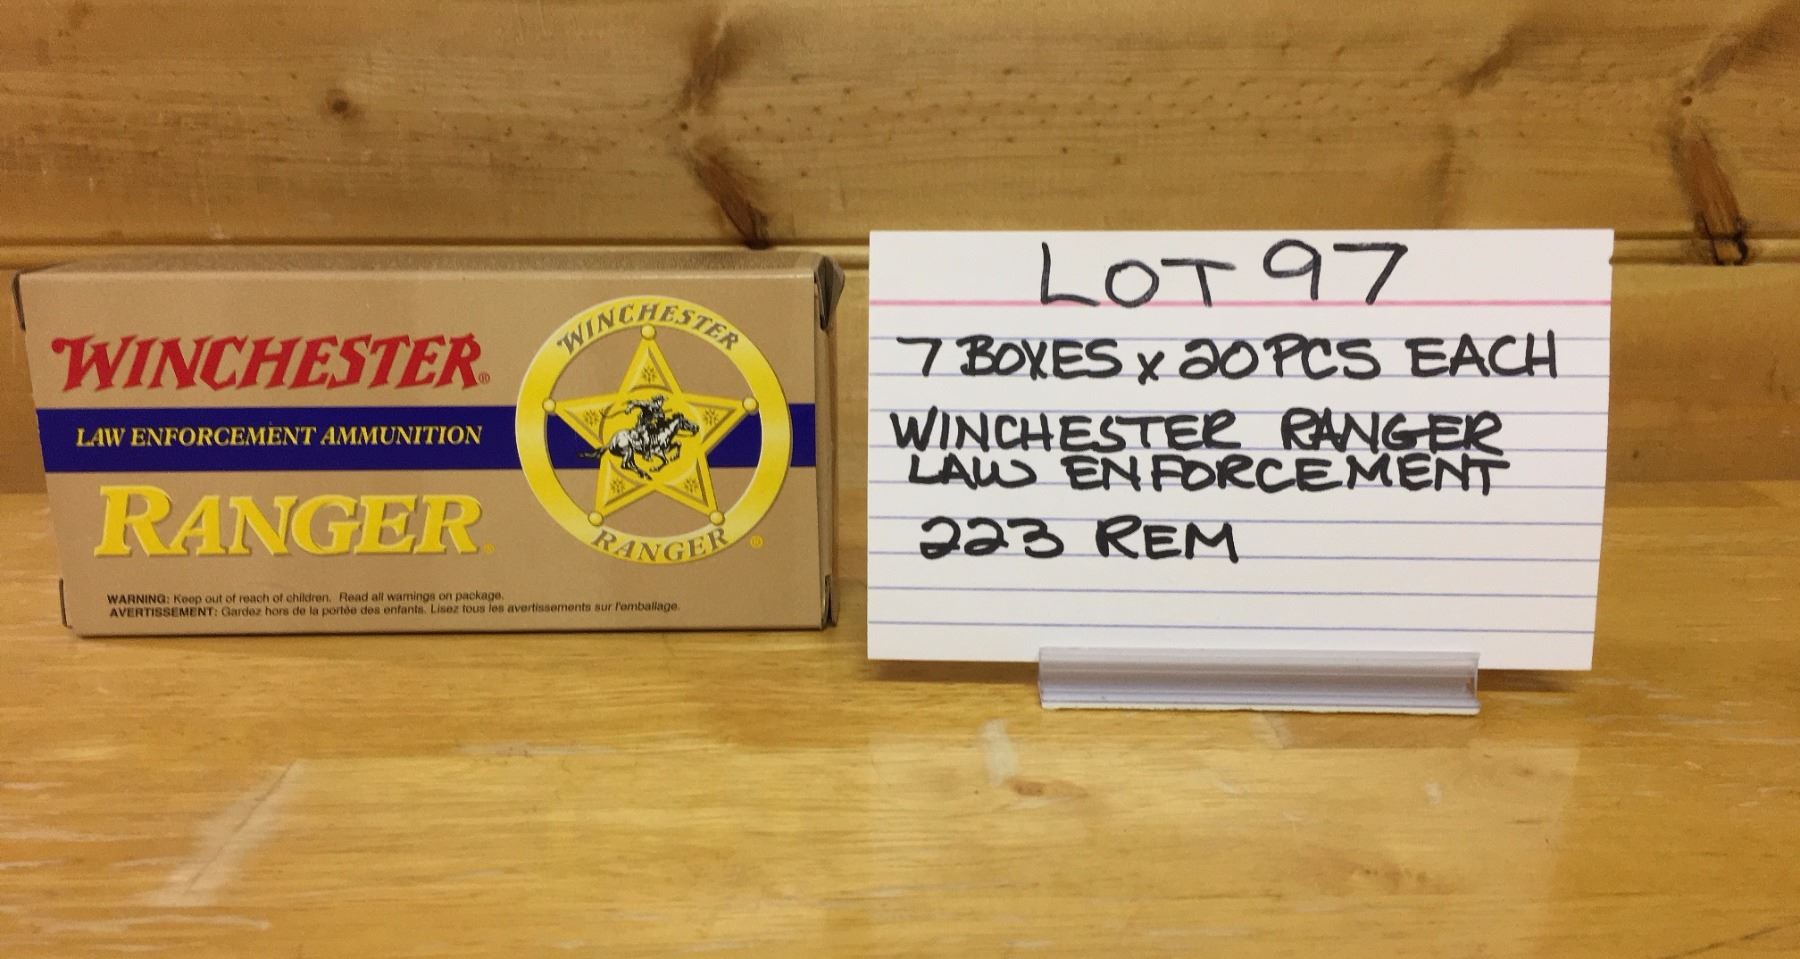 WINCHESTER®
LAW ENFORCEMENT AMMUNITION
RANGER®
WARNING: Keep out of reach of children. Read all warnings on package.
AVERTISSEMENT: Gardez hors de la portée des enfants. Lisez tous les avertissements sur l'emballage.
WINCHESTER
RANGER®
LOT 97
7 BOXES x 20 PCS EACH
WINCHESTER RANGER
LAW ENFORCEMENT
223 REM